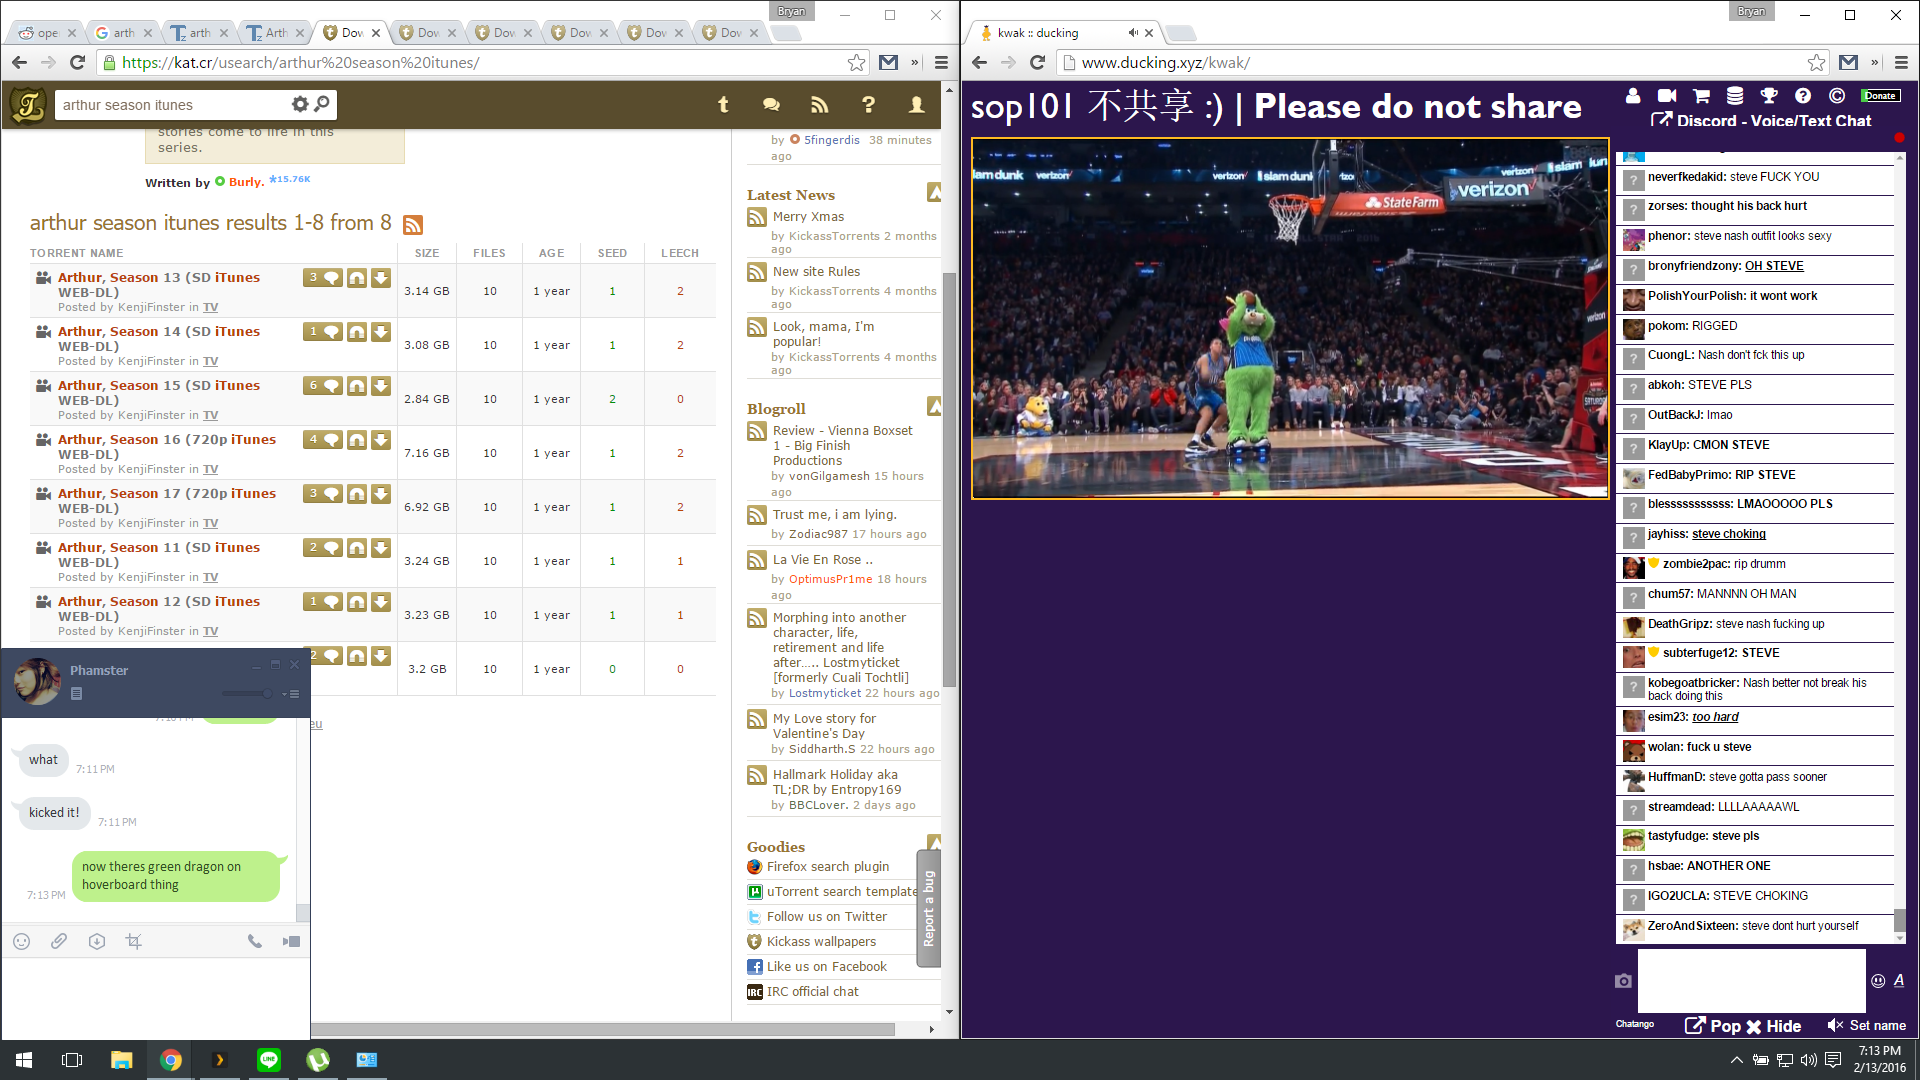 Bryan
ope
arth
arth
Arth
Dow
Dow
Dow
Dow
Dow
Dow
https://kat.cr/usearch/arthur%20season%20itunes/
arthur season itunes
stories come to life in this
series.
Written by Burly. *15.76K
arthur season itunes results 1-8 from 8
TORRENT NAME SIZE FILES AGE SEED LEECH
Arthur, Season 13 (SD iTunes 3
WEB-DL) 3.14 GB 10 1 year 1 2
Posted by KenjiFinster in TV
Arthur, Season 14 (SD iTunes 1
WEB-DL) 3.08 GB 10 1 year 1 2
Posted by KenjiFinster in TV
Arthur, Season 15 (SD iTunes 6
WEB-DL) 2.84 GB 10 1 year 2 0
Posted by KenjiFinster in TV
Arthur, Season 16 (720p iTunes 4
WEB-DL) 7.16 GB 10 1 year 1 2
Posted by KenjiFinster in TV
Arthur, Season 17 (720p iTunes 3
WEB-DL) 6.92 GB 10 1 year 1 2
Posted by KenjiFinster in TV
Arthur, Season 11 (SD iTunes 2
WEB-DL) 3.24 GB 10 1 year 1 1
Posted by KenjiFinster in TV
Arthur, Season 12 (SD iTunes 1
WEB-DL) 3.23 GB 10 1 year 1 1
Posted by KenjiFinster in TV
2
3.2 GB 10 1 year 0 0
eu
by 5fingerdis 38 minutes
ago
Latest News
Merry Xmas
by KickassTorrents 2 months
ago
New site Rules
by KickassTorrents 4 months
ago
Look, mama, I'm
popular!
by KickassTorrents 4 months
ago
Blogroll
Review - Vienna Boxset
1 - Big Finish
Productions
by vonGilgamesh 15 hours
ago
Trust me, i am lying.
by Zodiac987 17 hours ago
La Vie En Rose ..
by OptimusPr1me 18 hours
ago
Morphing into another
character, life,
retirement and life
after..... Lostmyticket
[formerly Cuali Tochtli]
by Lostmyticket 22 hours ago
My Love story for
Valentine's Day
by Siddharth.S 22 hours ago
Hallmark Holiday aka
TL;DR by Entropy169
by BBCLover. 2 days ago
Goodies
Firefox search plugin
uTorrent search template
Follow us on Twitter
Kickass wallpapers
Like us on Facebook
IRC official chat
Report a bug
Phamster
7:10 PM
what
7:11 PM
kicked it!
7:11 PM
now theres green dragon on
hoverboard thing
7:13 PM
Bryan
kwak :: ducking
www.ducking.xyz/kwak/
sop101 不共享 :) | Please do not share
Donate
Discord - Voice/Text Chat
slam dunk
verizon
verizon
slam dunk
verizon
StateFarm
verizon
neverfkedakid: steve FUCK YOU
zorses: thought his back hurt
phenor: steve nash outfit looks sexy
bronyfriendzony: OH STEVE
PolishYourPolish: it wont work
pokom: RIGGED
CuongL: Nash don't fck this up
abkoh: STEVE PLS
OutBackJ: lmao
KlayUp: CMON STEVE
FedBabyPrimo: RIP STEVE
blesssssssssss: LMAOOOOO PLS
jayhiss: steve choking
zombie2pac: rip drumm
chum57: MANNNN OH MAN
DeathGripz: steve nash fucking up
subterfuge12: STEVE
kobegoatbricker: Nash better not break his
back doing this
esim23: too hard
wolan: fuck u steve
HuffmanD: steve gotta pass sooner
streamdead: LLLLAAAAAWL
tastyfudge: steve pls
hsbae: ANOTHER ONE
IGO2UCLA: STEVE CHOKING
ZeroAndSixteen: steve dont hurt yourself
Chatango
Pop
Hide
Set name
7:13 PM
2/13/2016